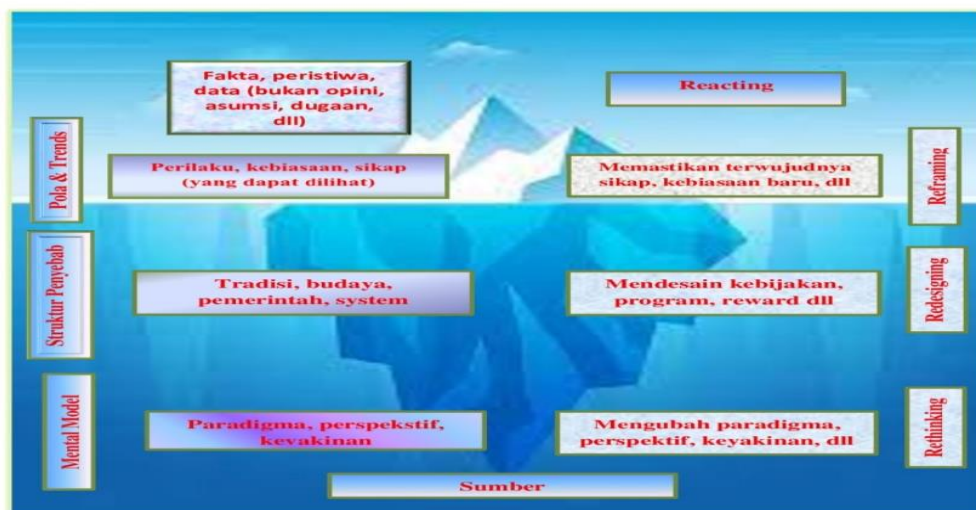 Fakta, peristiwa,
data (bukan opini,
asumsi, dugaan,
dll)
Reacting
Pola & Trends
Perilaku, kebiasaan, sikap
(yang dapat dilihat)
Memastikan terwujudnya
sikap, kebiasaan baru, dll
Reframing
Struktur Penyebab
Tradisi, budaya,
pemerintah, system
Mendesain kebijakan,
program, reward dll
Redesigning
Mental Model
Paradigma, perspekstif,
keyakinan
Mengubah paradigma,
perspektif, keyakinan, dll
Rethinking
Sumber